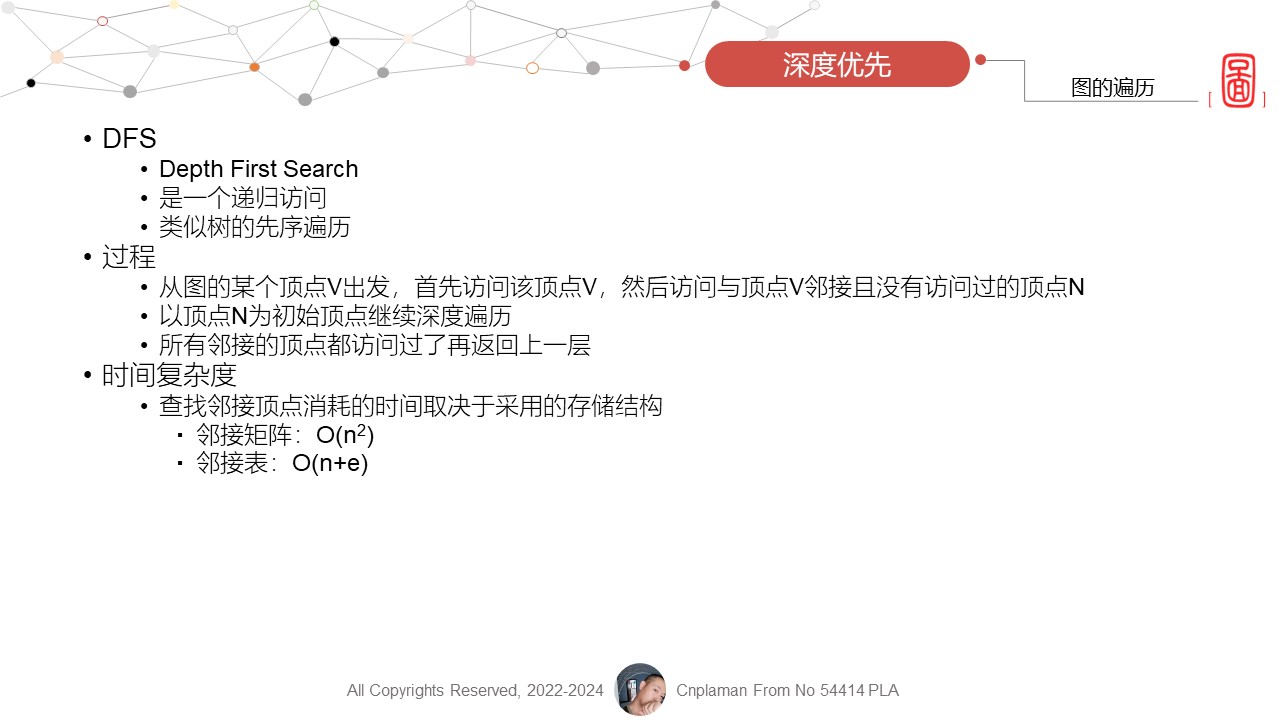 深度优先
图的遍历
[圖]
• DFS
• Depth First Search
• 是一个递归访问
• 类似树的先序遍历
• 过程
• 从图的某个顶点V出发，首先访问该顶点V，然后访问与顶点V邻接且没有访问过的顶点N
• 以顶点N为初始顶点继续深度遍历
• 所有邻接的顶点都访问过了再返回上一层
• 时间复杂度
• 查找邻接顶点消耗的时间取决于采用的存储结构
▪ 邻接矩阵：O(n²)
▪ 邻接表：O(n+e)
All Copyrights Reserved, 2022-2024
Cnplaman From No 54414 PLA